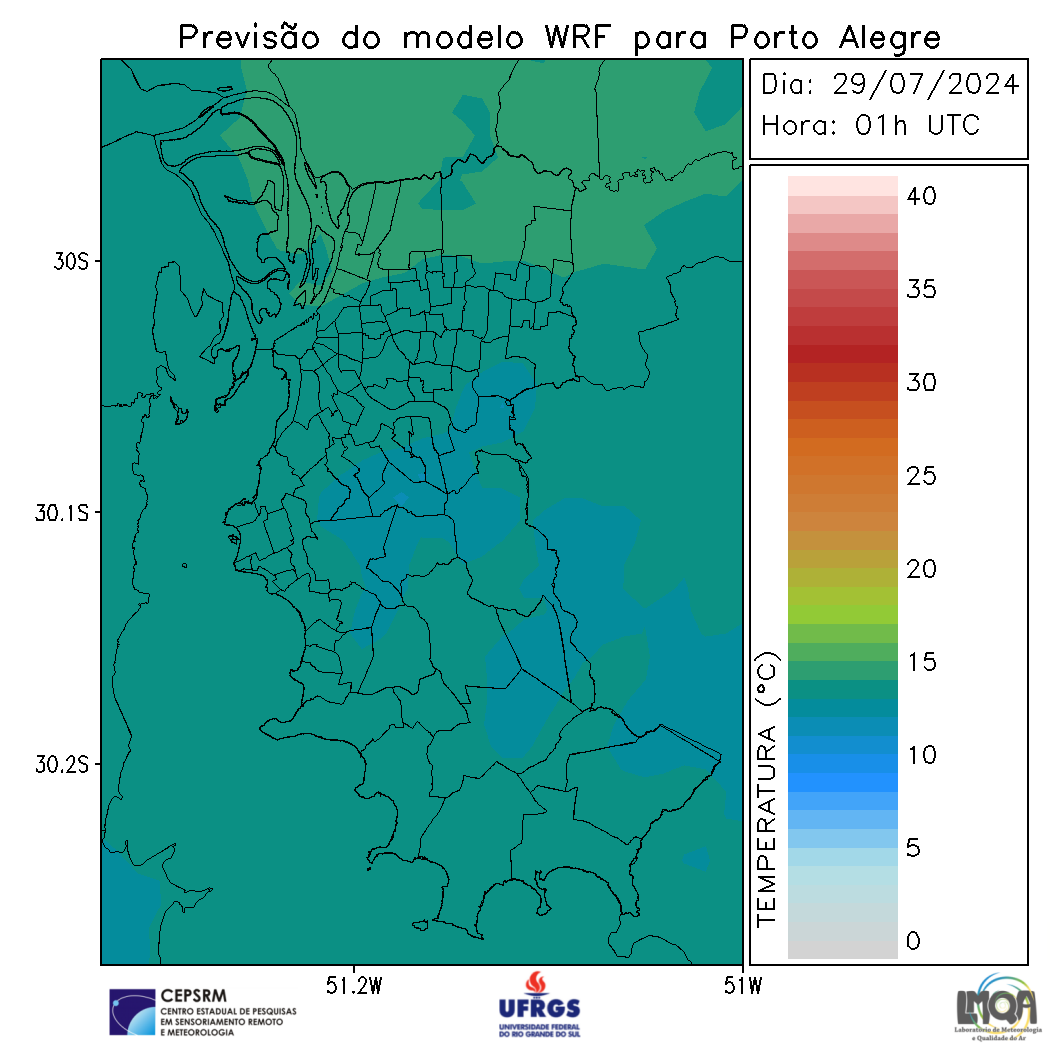 Previsão do modelo WRF para Porto Alegre
Dia: 29/07/2024
Hora: 01h UTC
40
35
30
25
20
15
10
5
0
TEMPERATURA (°C)
30S
30.1S
30.2S
51.2W
51W
CEPSRM
CENTRO ESTADUAL DE PESQUISAS
EM SENSORIAMENTO REMOTO
E METEOROLOGIA
UFRGS
UNIVERSIDADE FEDERAL
DO RIO GRANDE DO SUL
LMQA
Laboratório de Meteorologia
e Qualidade do Ar